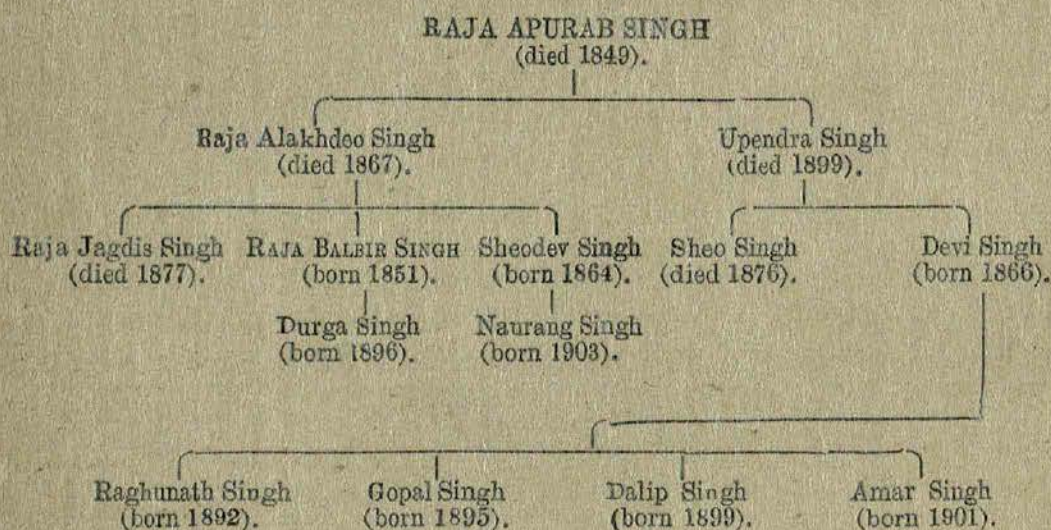 RAJA APURAB SINGH
(died 1849).
Raja Alakhdeo Singh Upendra Singh
(died 1867). (died 1899).
Raja Jagdis Singh RAJA BALBIR SINGH Sheodev Singh Sheo Singh Devi Singh
(died 1877). (born 1851). (born 1864). (died 1876). (born 1866).
Durga Singh Naurang Singh
(born 1896). (born 1903).
Raghunath Singh Gopal Singh Dalip Singh Amar Singh
(born 1892). (born 1895). (born 1899). (born 1901).